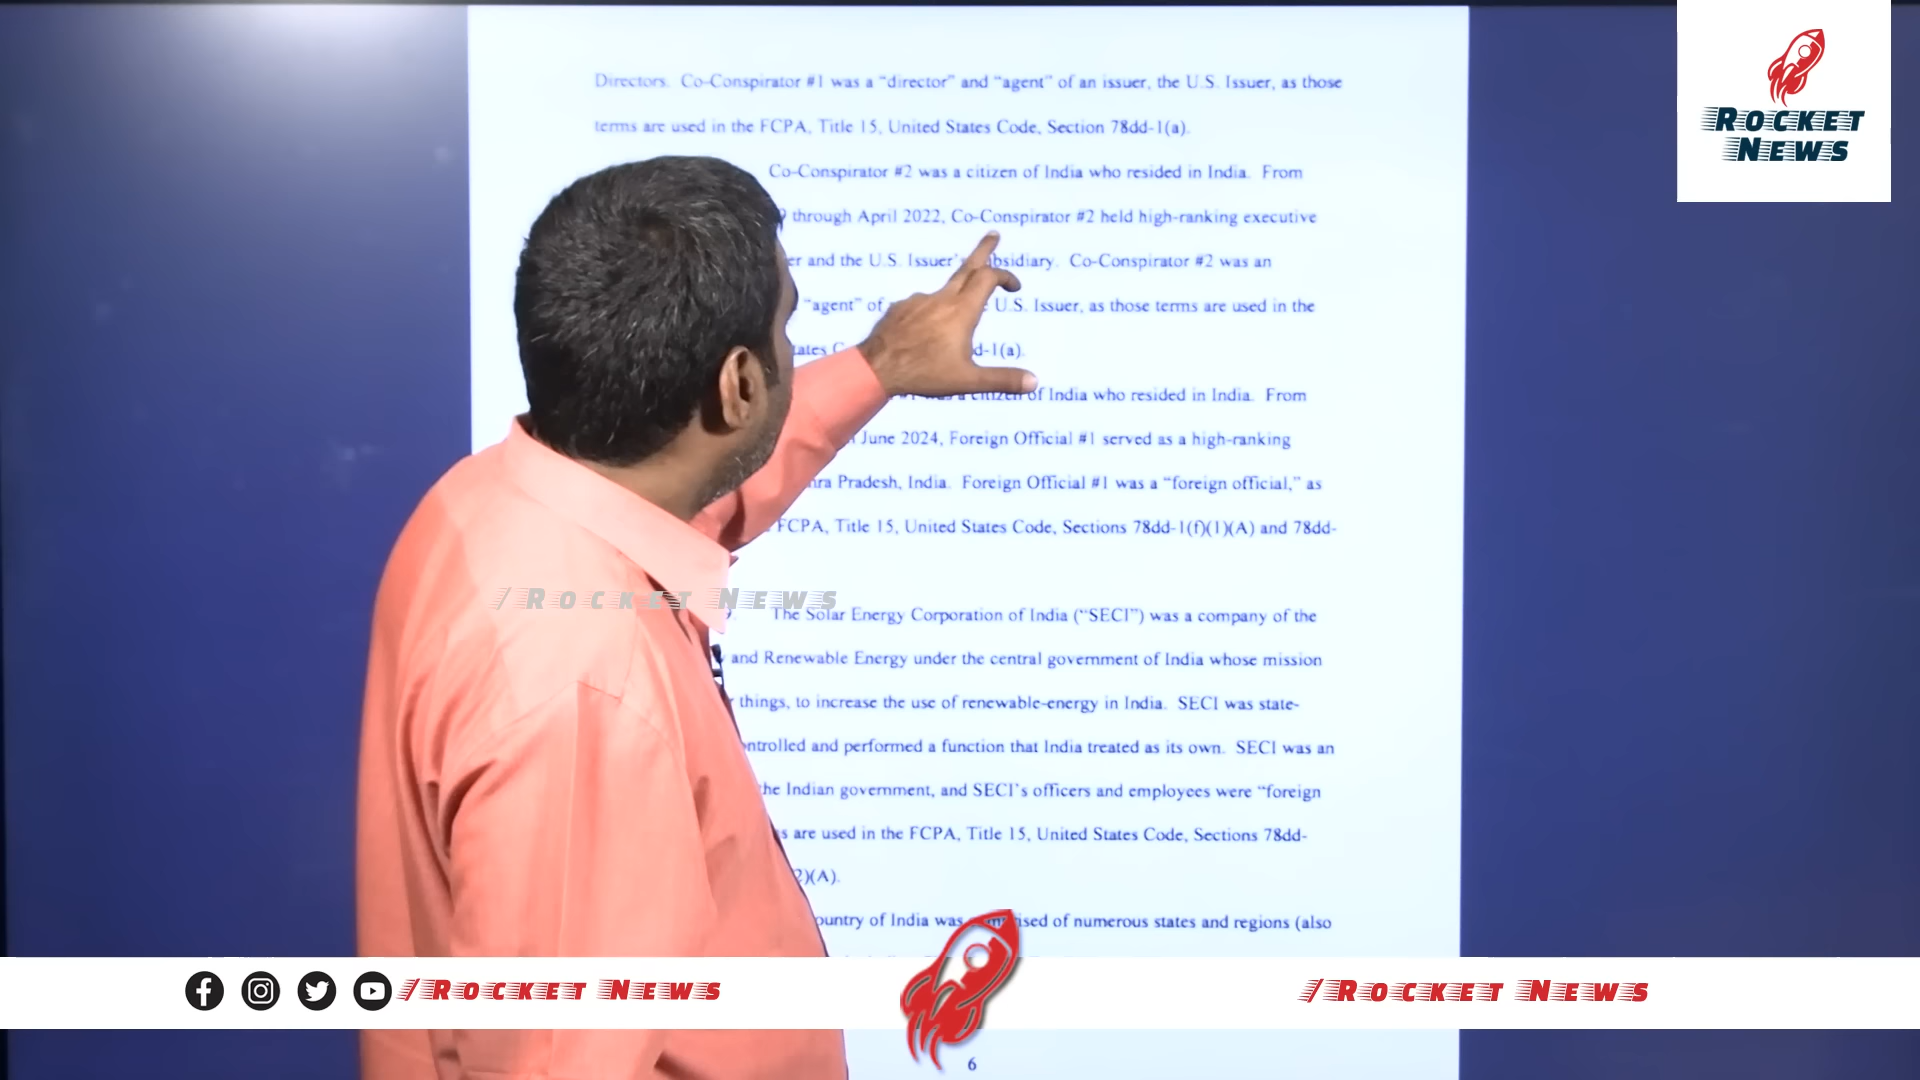 Directors. Co-Conspirator #1 was a “director” and “agent” of an issuer, the U.S. Issuer, as those
terms are used in the FCPA, Title 15, United States Code, Section 78dd-1(a).
Co-Conspirator #2 was a citizen of India who resided in India. From
through April 2022, Co-Conspirator #2 held high-ranking executive
and the U.S. Issuer's Co-Conspirator #2 was an
“agent” of U.S. Issuer, as those terms are used in the
of India who resided in India. From
June 2024, Foreign Official #1 served as a high-ranking
Pradesh, India. Foreign Official #1 was a “foreign official,” as
FCPA, Title 15, United States Code, Sections 78dd-1(f)(1)(A) and 78dd-
/ROCKET NEWS
The Solar Energy Corporation of India (“SECI”) was a company of the
and Renewable Energy under the central government of India whose mission
things, to increase the use of renewable-energy in India. SECI was state-
and performed a function that India treated as its own. SECI was an
the Indian government, and SECI's officers and employees were “foreign
are used in the FCPA, Title 15, United States Code, Sections 78dd-
of India was of numerous states and regions (also
6
ROCKET
NEWS
/ROCKET NEWS
/ROCKET NEWS